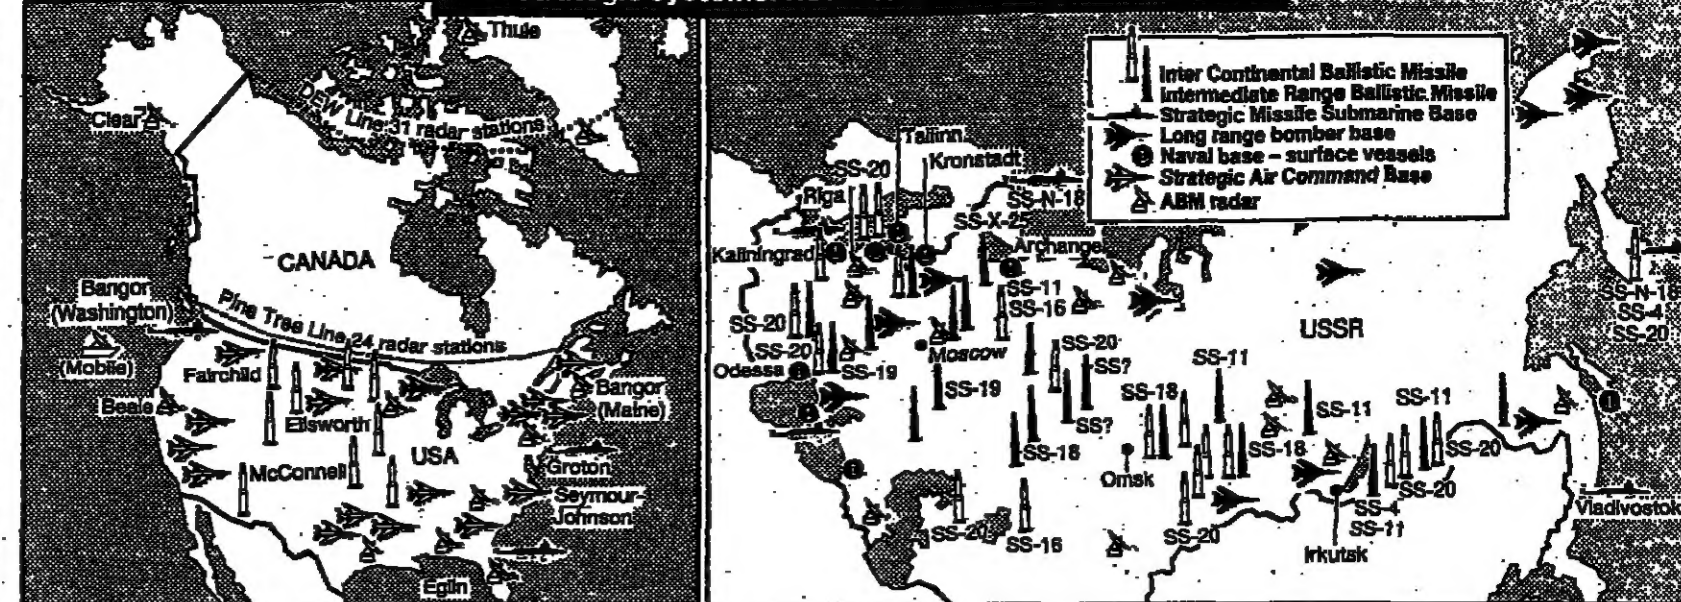 Thule
Clear
DEW Line 31 radar stations
CANADA
Bangor
(Washington)
(Mobile)
Pine Tree Line 24 radar stations
Fairchild
Beale
Ellsworth
McConnell
USA
Bangor
(Maine)
Groton
Seymour-
Johnson
Eglin
Inter Continental Ballistic Missile
Intermediate Range Ballistic Missile
Strategic Missile Submarine Base
Long range bomber base
Naval base – surface vessels
Strategic Air Command Base
ABM radar
Tallinn
Kronstadt
SS-20
Riga
SS-N-18
SS-X-25
Kaliningrad
Archangel
SS-11
SS-16
SS-20
SS-20
Odessa
SS-19
Moscow
SS-19
SS-20
SS?
SS?
SS-18
SS-18
SS-11
Omsk
SS-11
SS-18
SS-11
SS-20
SS-20
SS-4
SS-11
Irkutsk
SS-20
SS-16
SS-20
USSR
SS-N-18
SS-4
SS-20
Vladivostok